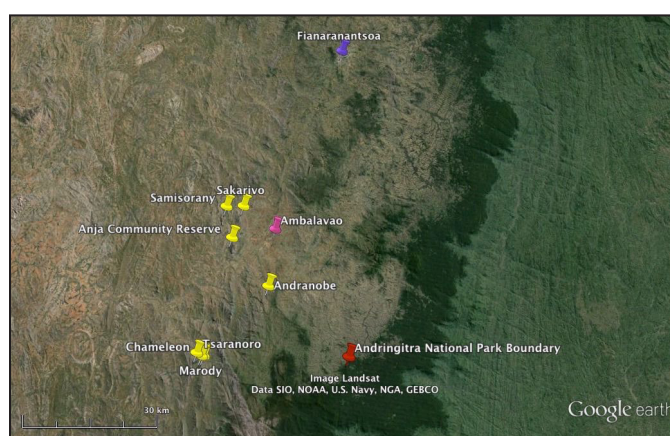 Fianaranantsoa
Sakarivo
Samisorany
Ambalavao
Anja Community Reserve
Andranobe
Chameleon
Tsaranoro
Marody
Andringitra National Park Boundary
Image Landsat
Data SIO, NOAA, U.S. Navy, NGA, GEBCO
30 km
Google earth